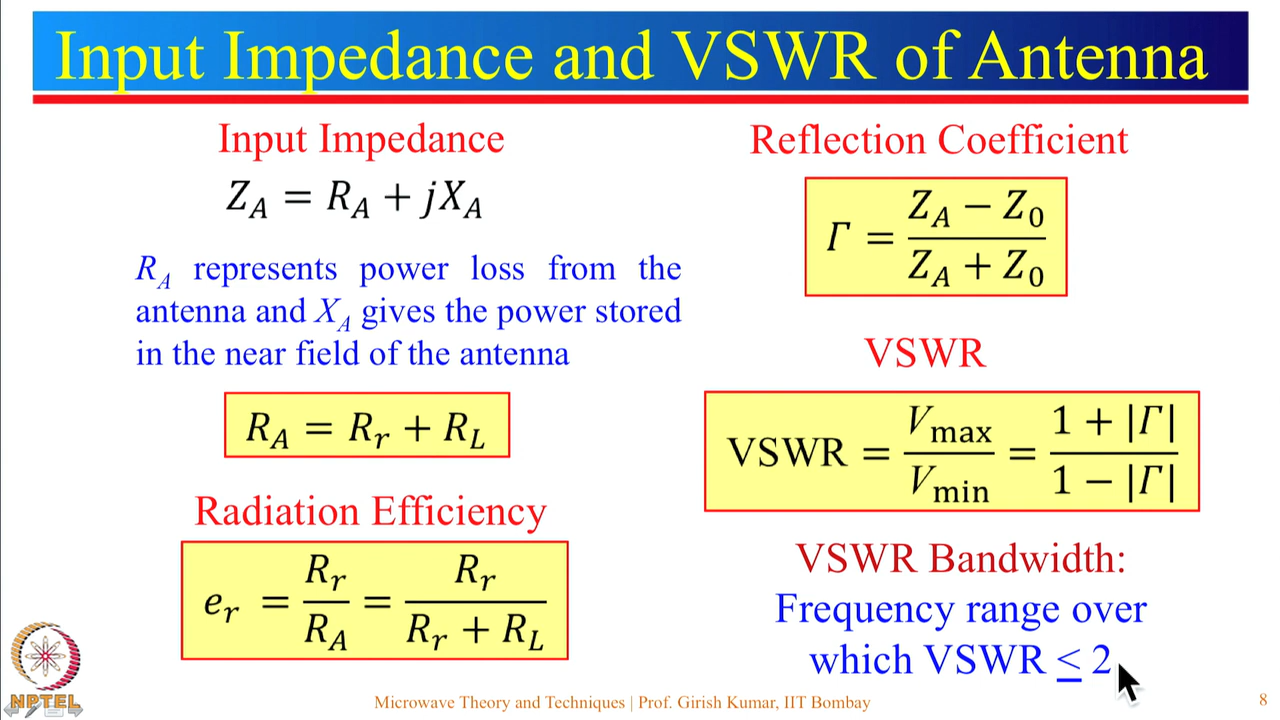 Input Impedance and VSWR of Antenna
Input Impedance
Z_A = R_A + jX_A
R_A represents power loss from the
antenna and X_A gives the power stored
in the near field of the antenna
R_A = R_r + R_L
Radiation Efficiency
e_r = R_r / R_A = R_r / (R_r + R_L)
Reflection Coefficient
Γ = (Z_A − Z_0) / (Z_A + Z_0)
VSWR
VSWR = V_max / V_min = (1 + |Γ|) / (1 − |Γ|)
VSWR Bandwidth:
Frequency range over
which VSWR ≤ 2
NPTEL
Microwave Theory and Techniques | Prof. Girish Kumar, IIT Bombay
8